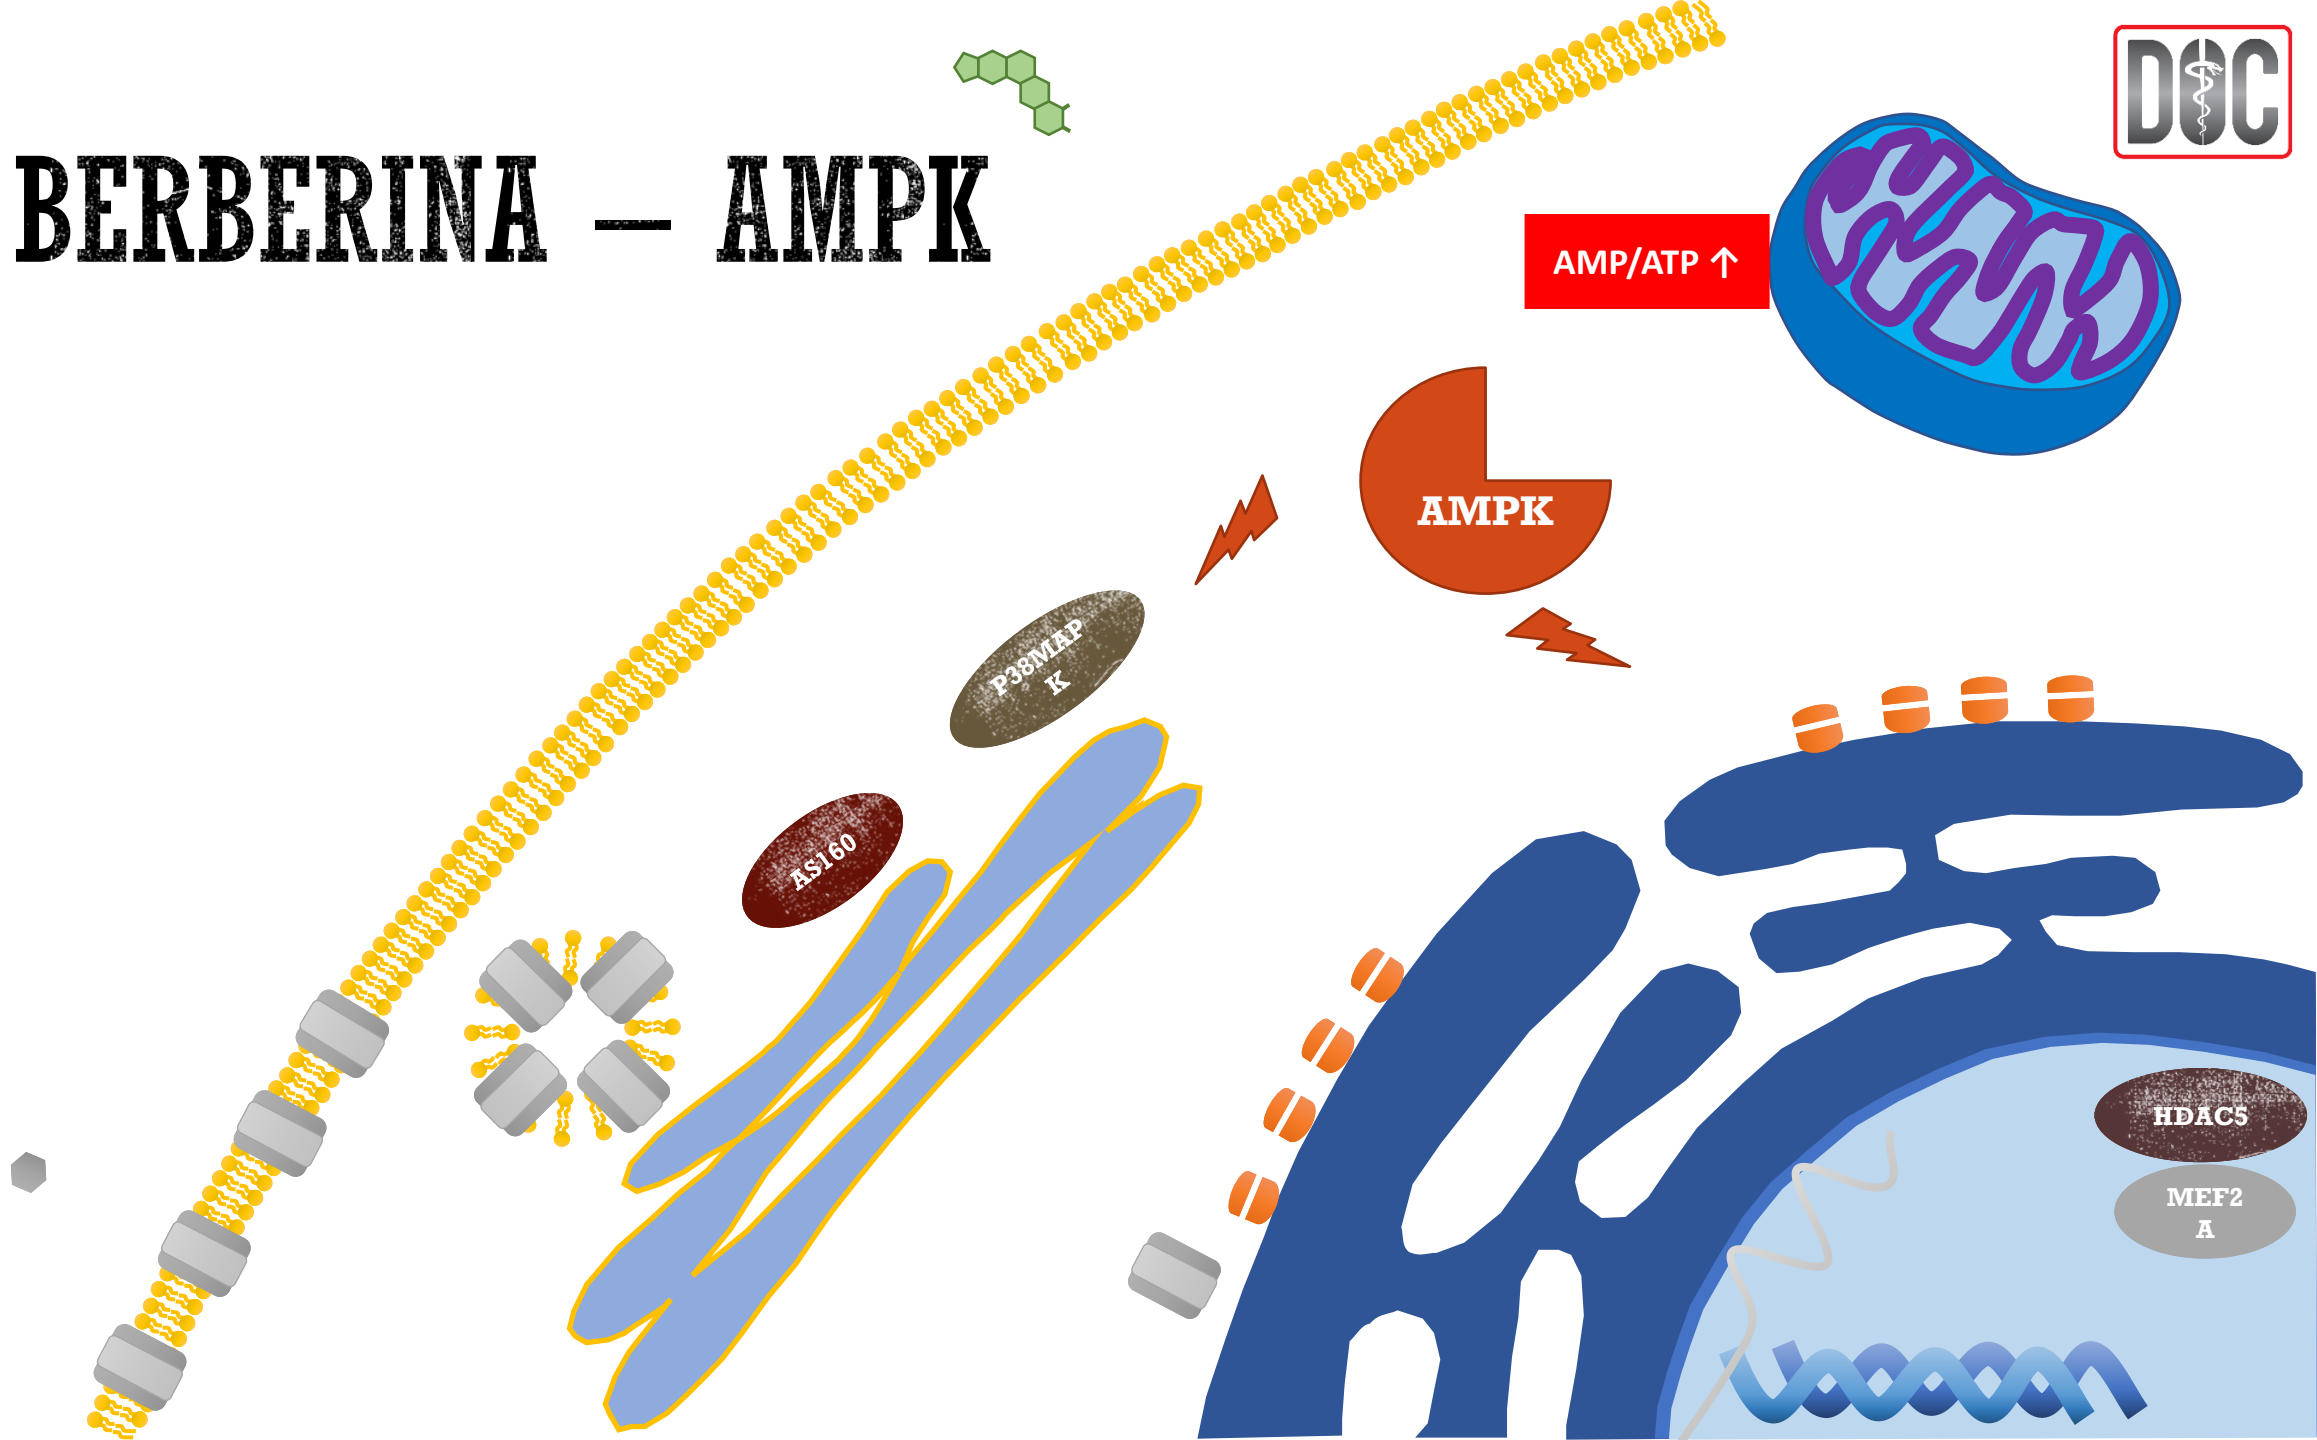 BERBERINA – AMPK
DOC
AMP/ATP ↑
AMPK
P38MAP
K
AS160
HDAC5
MEF2
A